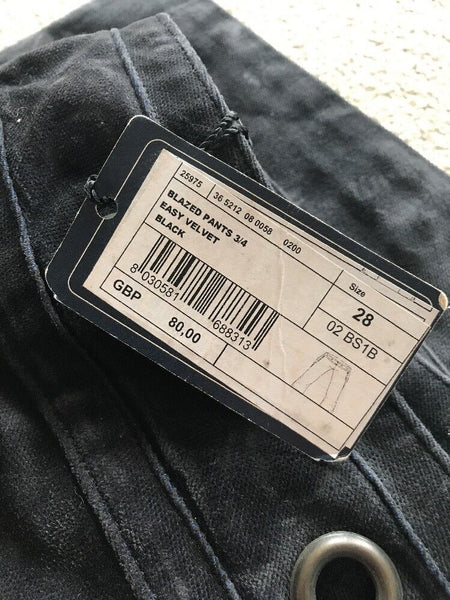 25975 36 5212 08 0058 0200
BLAZED PANTS 3/4
EASY VELVET
BLACK
Size
28
02 BS1B
8 030581 688313
GBP 80,00